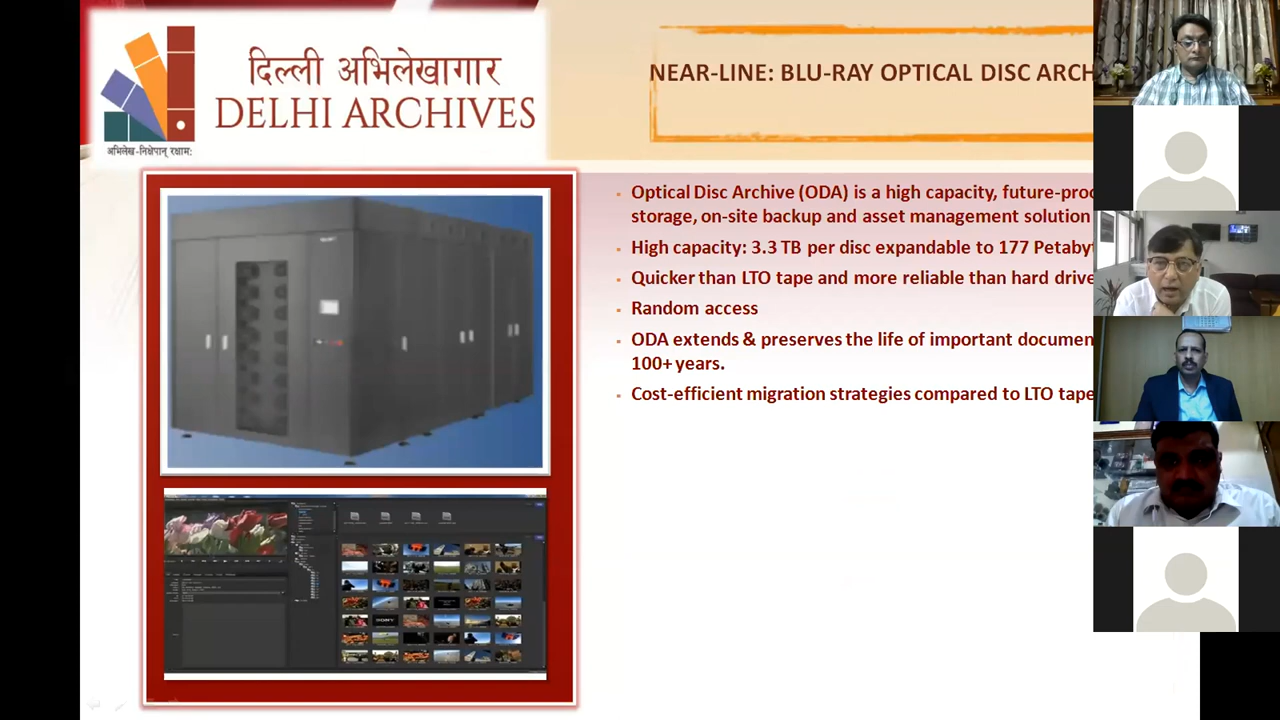 दिल्ली अभिलेखागार
DELHI ARCHIVES
अभिलेख-निक्षेपान् रक्षामः
NEAR-LINE: BLU-RAY OPTICAL DISC ARCH
Optical Disc Archive (ODA) is a high capacity, future-proo
storage, on-site backup and asset management solution
High capacity: 3.3 TB per disc expandable to 177 Petaby
Quicker than LTO tape and more reliable than hard drive
Random access
ODA extends & preserves the life of important documen
100+ years.
Cost-efficient migration strategies compared to LTO tape